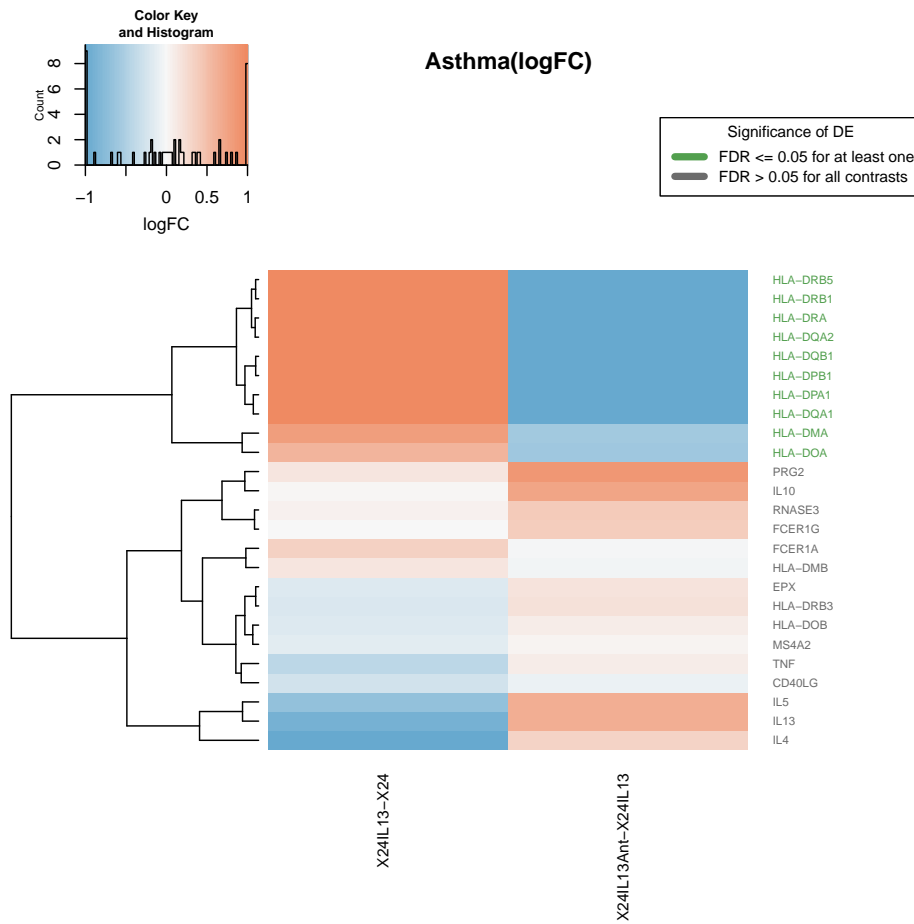 Color Key
and Histogram
Count
0 2 4 6 8
−1 0 0.5 1
logFC
Asthma(logFC)
Significance of DE
FDR <= 0.05 for at least one
FDR > 0.05 for all contrasts
HLA−DRB5
HLA−DRB1
HLA−DRA
HLA−DQA2
HLA−DQB1
HLA−DPB1
HLA−DPA1
HLA−DQA1
HLA−DMA
HLA−DOA
PRG2
IL10
RNASE3
FCER1G
FCER1A
HLA−DMB
EPX
HLA−DRB3
HLA−DOB
MS4A2
TNF
CD40LG
IL5
IL13
IL4
X24IL13−X24
X24IL13Ant−X24IL13